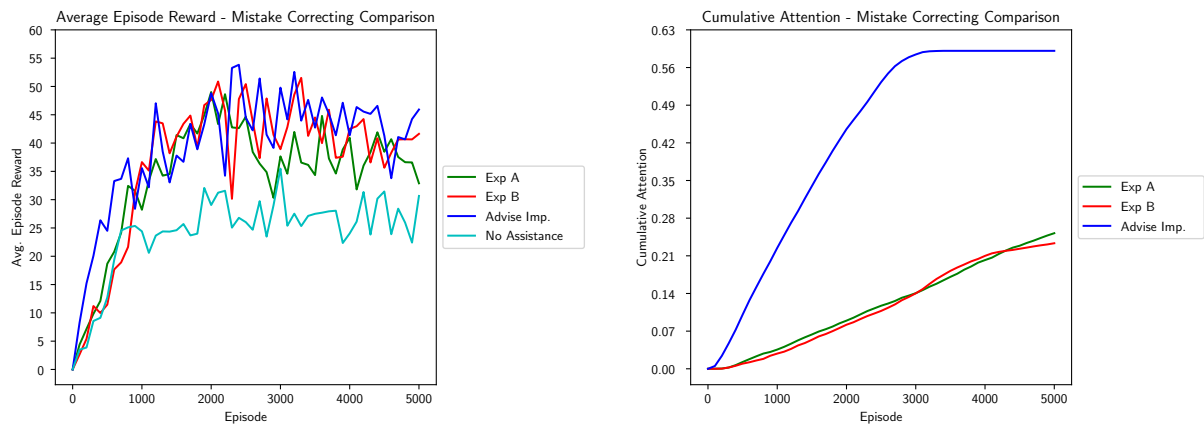 Average Episode Reward - Mistake Correcting Comparison
60
55
50
45
40
35
30
25
20
15
10
5
0
Avg. Episode Reward
0 1000 2000 3000 4000 5000
Episode
Exp A
Exp B
Advise Imp.
No Assistance
Cumulative Attention - Mistake Correcting Comparison
0.63
0.56
0.49
0.42
0.35
0.28
0.21
0.14
0.07
0.00
Cumulative Attention
0 1000 2000 3000 4000 5000
Episode
Exp A
Exp B
Advise Imp.